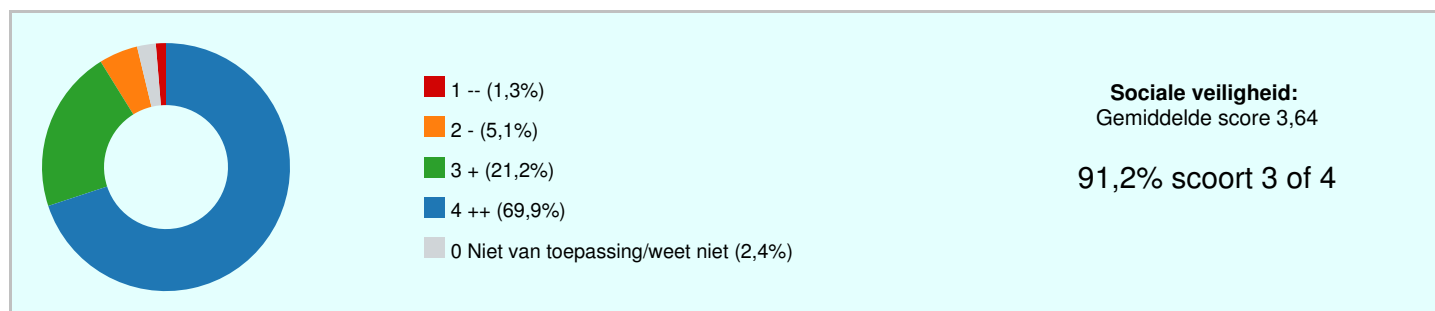 1 -- (1,3%)
2 - (5,1%)
3 + (21,2%)
4 ++ (69,9%)
0 Niet van toepassing/weet niet (2,4%)
Sociale veiligheid:
Gemiddelde score 3,64
91,2% scoort 3 of 4